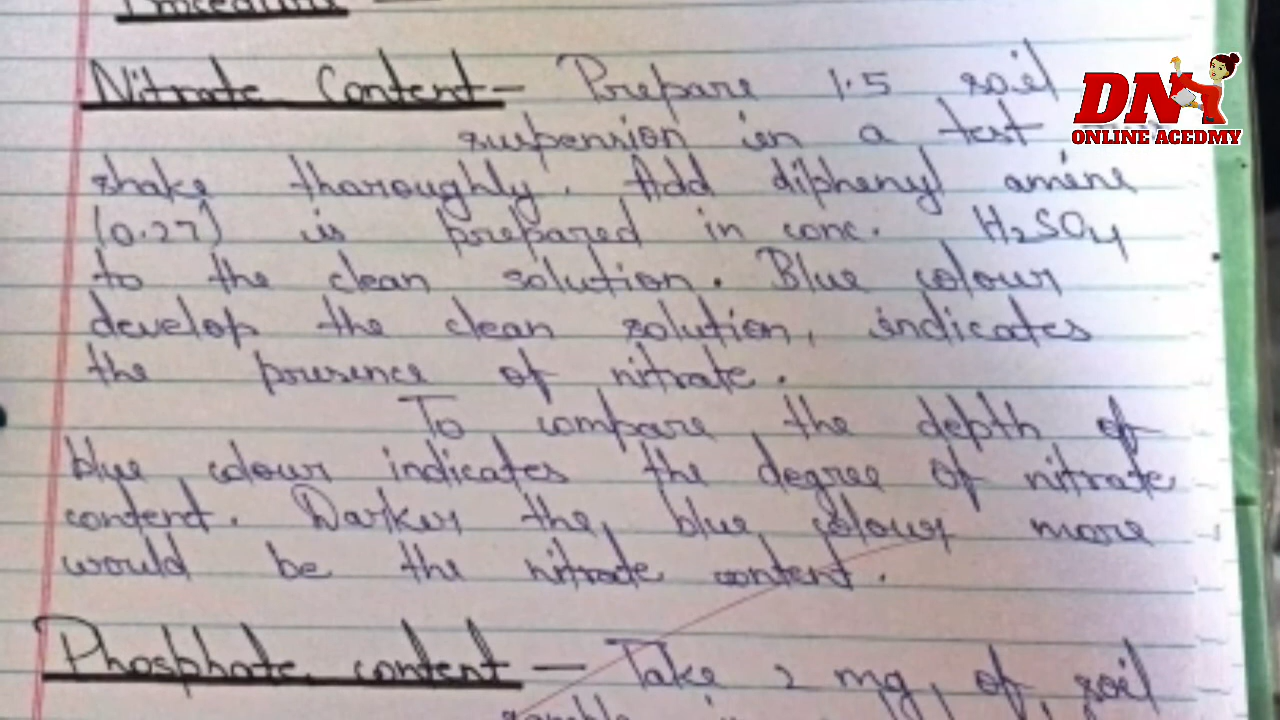 Procedure
Nitrate Content- Prepare 1.5 soil
suspension in a test
shake thoroughly. Add diphenyl amine
(0.27) is prepared in conc. H₂SO₄
to the clean solution. Blue colour
develop the clean solution, indicates
the presence of nitrate.
To compare the depth of
blue colour indicates the degree of nitrate
content. Darker the, blue colour more
would be the nitrate content.
Phosphate content — Take 2 mg, of soil
sample in
DN
ONLINE ACEDMY